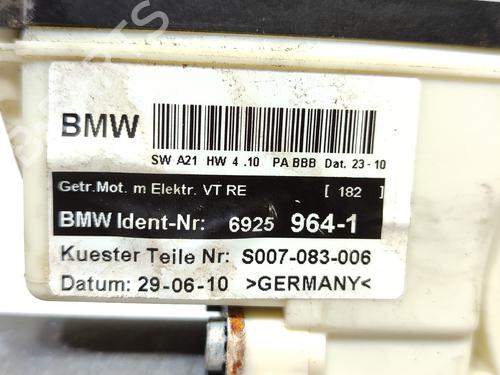 BMW
SW A21 HW 4 .10 PA BBB Dat. 23-10
Getr.Mot. m Elektr. VT RE [ 182 ]
BMW Ident-Nr: 6925 964-1
Kuester Teile Nr: S007-083-006
Datum: 29-06-10 >GERMANY<